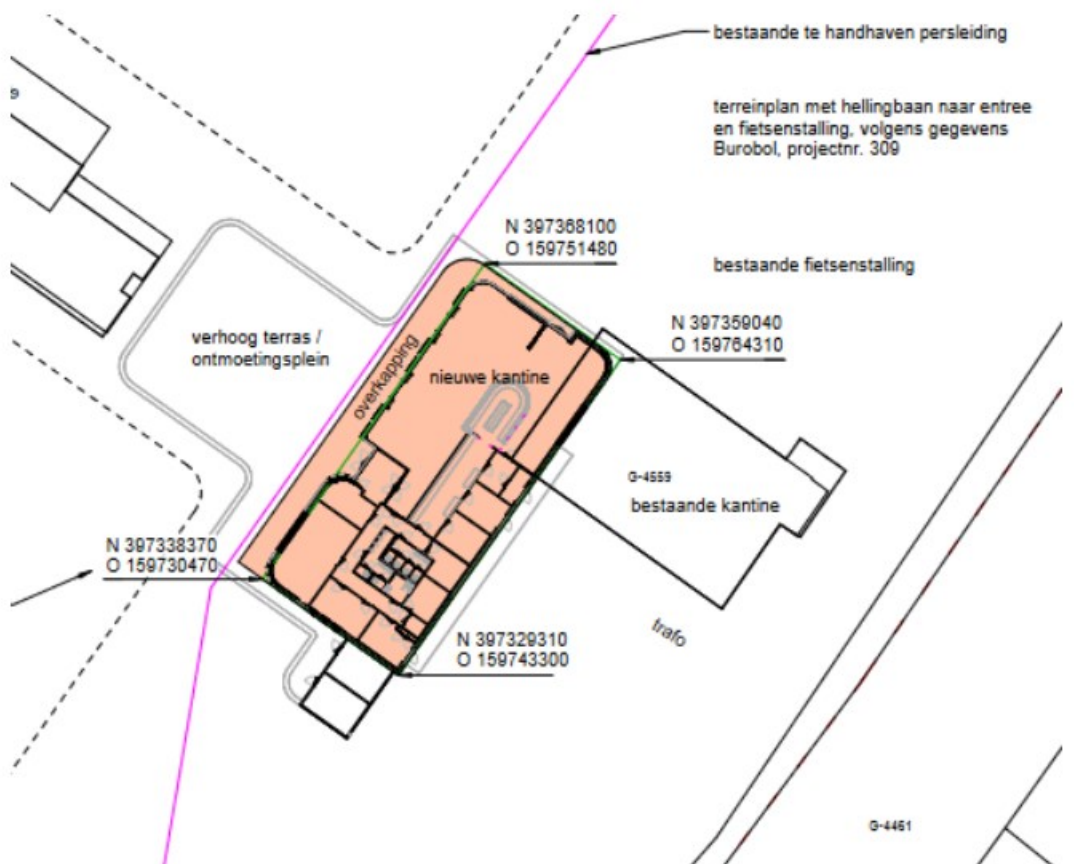 bestaande te handhaven persleiding
terreinplan met hellingbaan naar entree
en fietsenstalling, volgens gegevens
Burobol, projectnr. 309
N 397368100
O 159751480
bestaande fietsenstalling
N 397359040
O 159764310
verhoog terras /
ontmoetingsplein
overkapping
nieuwe kantine
G-4559
bestaande kantine
N 397338370
O 159730470
trafo
N 397329310
O 159743300
G-4461